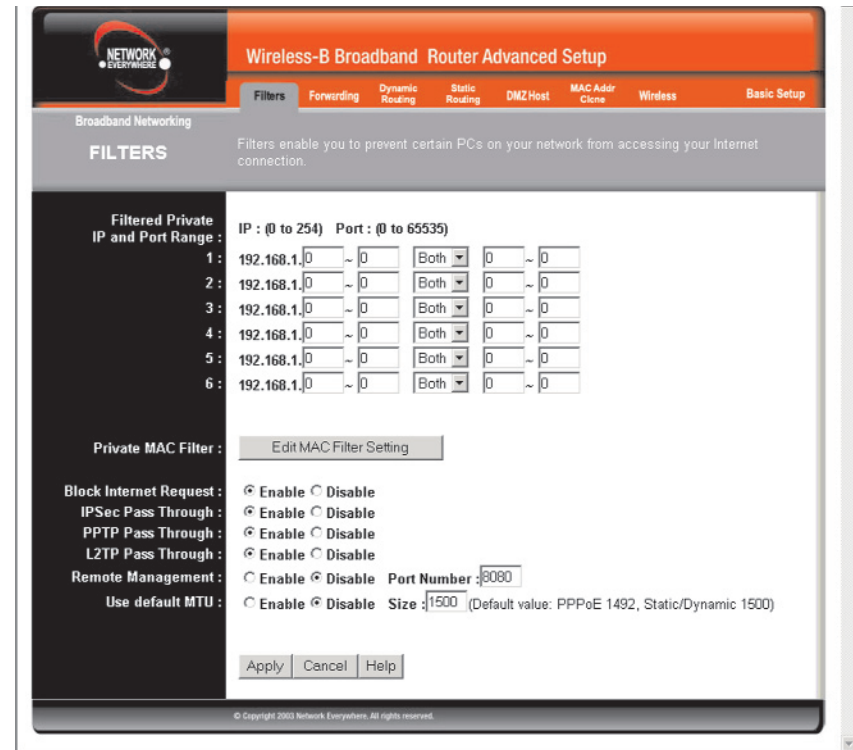 NETWORK
EVERYWHERE
Wireless-B Broadband Router Advanced Setup
Filters Forwarding Dynamic Routing Static Routing DMZ Host MAC Addr Clone Wireless Basic Setup
Broadband Networking
FILTERS
Filters enable you to prevent certain PCs on your network from accessing your Internet
connection.
Filtered Private
IP and Port Range :
IP : (0 to 254) Port : (0 to 65535)
1 : 192.168.1. 0 ~ 0 Both 0 ~ 0
2 : 192.168.1. 0 ~ 0 Both 0 ~ 0
3 : 192.168.1. 0 ~ 0 Both 0 ~ 0
4 : 192.168.1. 0 ~ 0 Both 0 ~ 0
5 : 192.168.1. 0 ~ 0 Both 0 ~ 0
6 : 192.168.1. 0 ~ 0 Both 0 ~ 0
Private MAC Filter : Edit MAC Filter Setting
Block Internet Request : Enable Disable
IPSec Pass Through : Enable Disable
PPTP Pass Through : Enable Disable
L2TP Pass Through : Enable Disable
Remote Management : Enable Disable Port Number : 8080
Use default MTU : Enable Disable Size : 1500 (Default value: PPPoE 1492, Static/Dynamic 1500)
Apply Cancel Help
© Copyright 2003 Network Everywhere. All rights reserved.